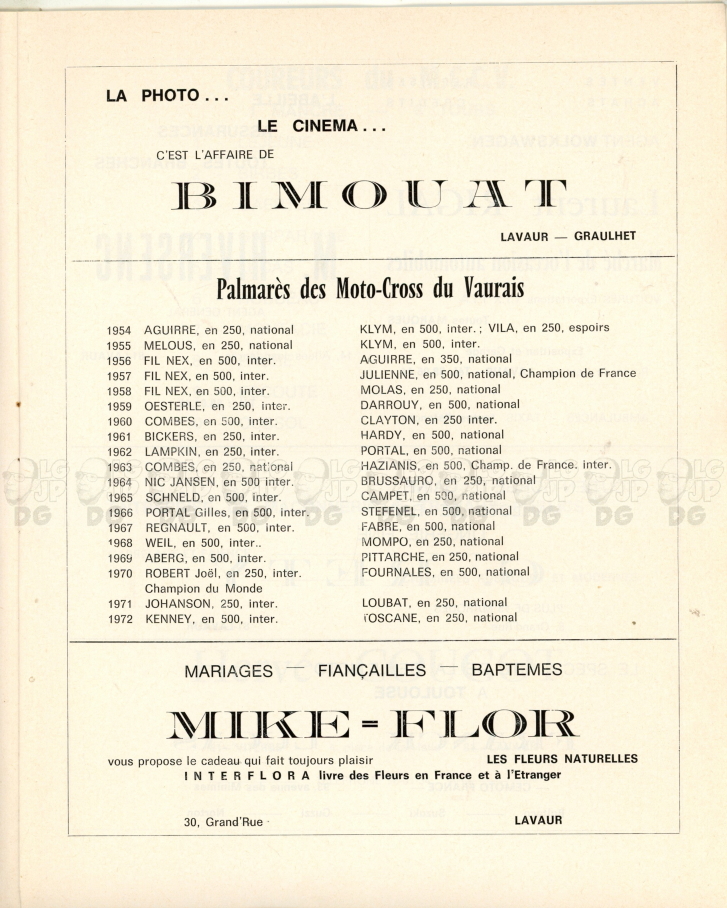 LA PHOTO...
LE CINEMA...
C'EST L'AFFAIRE DE
BIMOUAT
LAVAUR — GRAULHET
Palmarès des Moto-Cross du Vaurais
1954 AGUIRRE, en 250, national KLYM, en 500, inter. ; VILA, en 250, espoirs
1955 MELOUS, en 250, national KLYM, en 500, inter.
1956 FIL NEX, en 500, inter. AGUIRRE, en 350, national
1957 FIL NEX, en 500, inter. JULIENNE, en 500, national, Champion de France
1958 FIL NEX, en 500, inter. MOLAS, en 250, national
1959 OESTERLE, en 250, inter. DARROUY, en 500, national
1960 COMBES, en 500, inter. CLAYTON, en 250 inter.
1961 BICKERS, en 250, inter. HARDY, en 500, national
1962 LAMPKIN, en 250, inter. PORTAL, en 500, national
1963 COMBES, en 250, national HAZIANIS, en 500, Champ. de France. inter.
1964 NIC JANSEN, en 500 inter. BRUSSAURO, en 250, national
1965 SCHNELD, en 500, inter. CAMPET, en 500, national
1966 PORTAL Gilles, en 500, inter. STEFENEL, en 500, national
1967 REGNAULT, en 500, inter. FABRE, en 500, national
1968 WEIL, en 500, inter.. MOMPO, en 250, national
1969 ABERG, en 500, inter. PITTARCHE, en 250, national
1970 ROBERT Joël, en 250, inter. FOURNALES, en 500, national
Champion du Monde
1971 JOHANSON, 250, inter. LOUBAT, en 250, national
1972 KENNEY, en 500, inter. TOSCANE, en 250, national
MARIAGES — FIANÇAILLES — BAPTEMES
MIKE = FLOR
vous propose le cadeau qui fait toujours plaisir LES FLEURS NATURELLES
INTERFLORA livre des Fleurs en France et à l'Etranger
30, Grand'Rue LAVAUR
LG JP DG